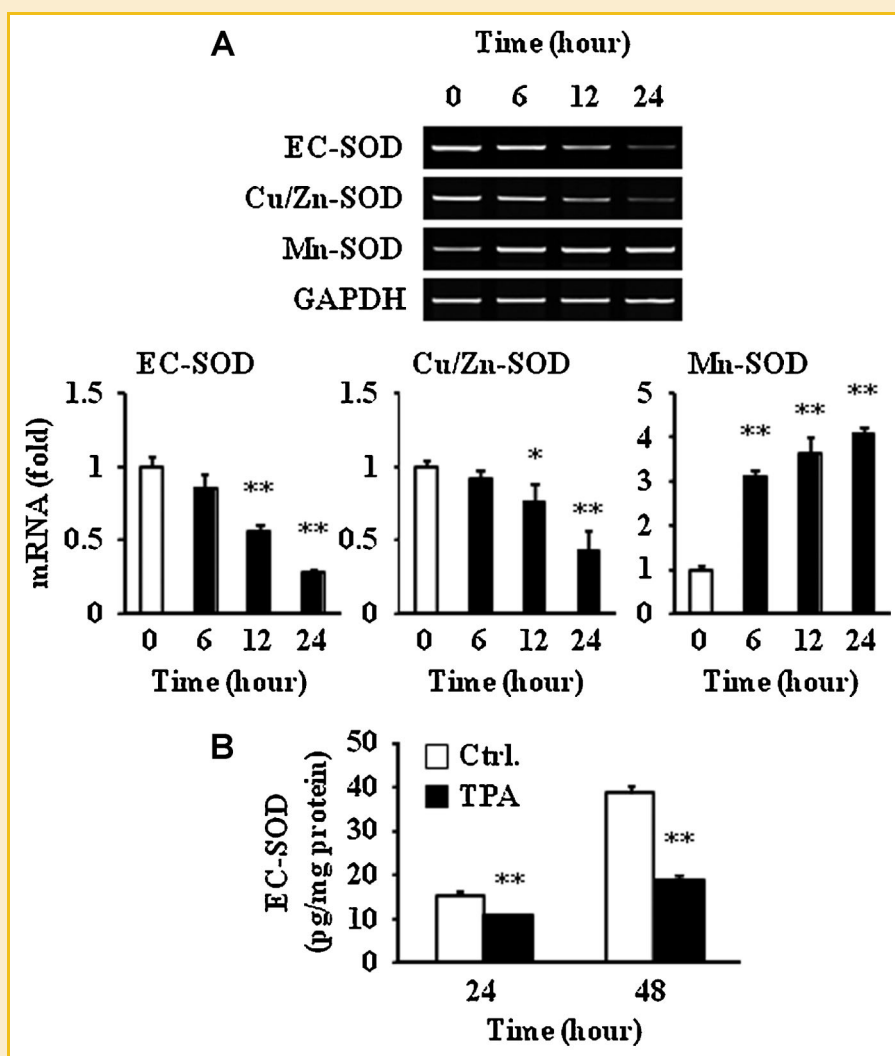 A
Time (hour)
0 6 12 24
EC-SOD
Cu/Zn-SOD
Mn-SOD
GAPDH
EC-SOD
mRNA (fold)
1.5
1
0.5
0
**
**
0 6 12 24
Time (hour)
Cu/Zn-SOD
1.5
1
0.5
0
*
**
0 6 12 24
Time (hour)
Mn-SOD
5
4
3
2
1
0
**
**
**
0 6 12 24
Time (hour)
B
EC-SOD
(pg/mg protein)
50
40
30
20
10
0
Ctrl.
TPA
**
**
24 48
Time (hour)